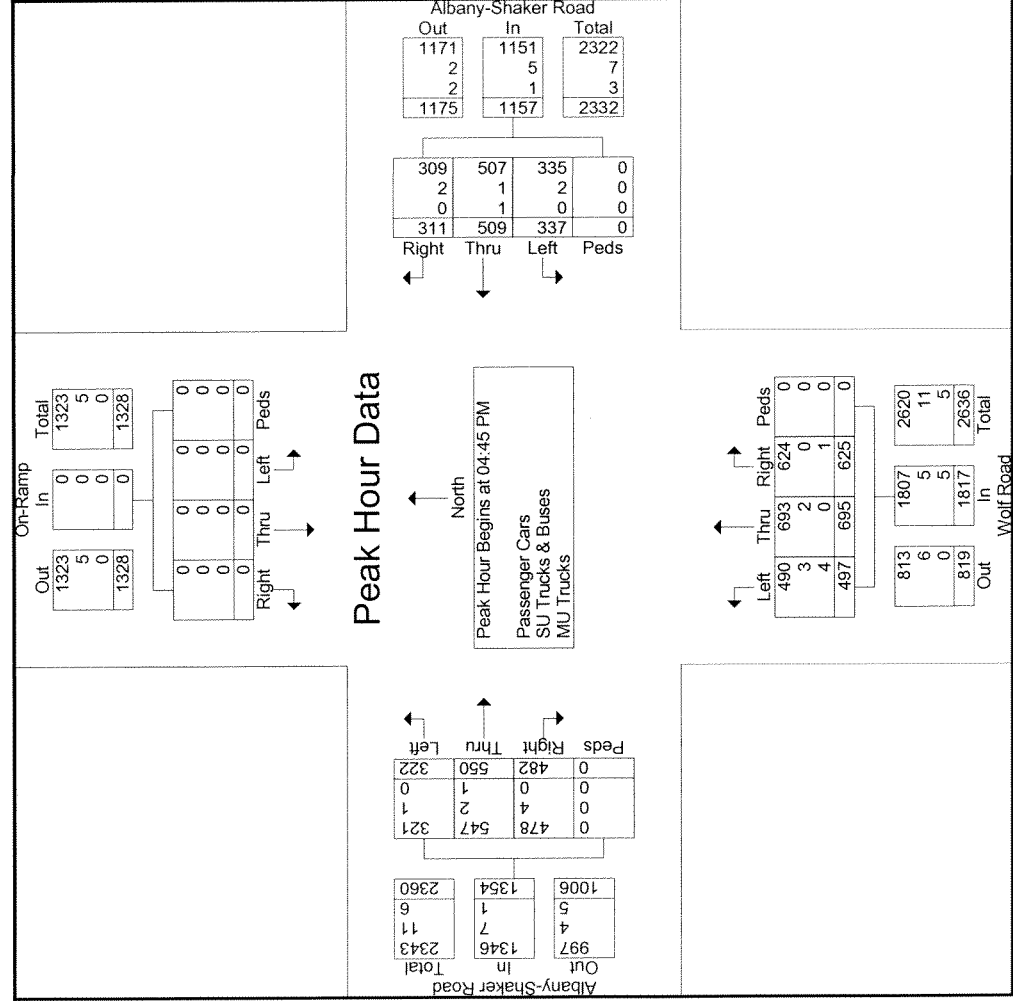 Albany-Shaker Road
Out In Total
1171 1151 2322
2 5 7
2 1 3
1175 1157 2332
309 507 335 0
2 1 2 0
0 1 0 0
311 509 337 0
Right Thru Left Peds
On-Ramp
Out In Total
1323 0 1323
5 0 5
0 0 0
1328 0 1328
0 0 0 0
0 0 0 0
0 0 0 0
0 0 0 0
Right Thru Left Peds
Peak Hour Data
North
Peak Hour Begins at 04:45 PM
Passenger Cars
SU Trucks & Buses
MU Trucks
Left Thru Right Peds
490 693 624 0
3 2 0 0
4 0 1 0
497 695 625 0
813 1807 2620
6 5 11
0 5 5
819 1817 2636
Out In Total
Wolf Road
Left Thru Right Peds
322 550 482 0
0 1 0 0
1 2 4 0
321 547 478 0
2360 1354 1006
6 1 5
11 7 4
2343 1346 997
Total In Out
Albany-Shaker Road